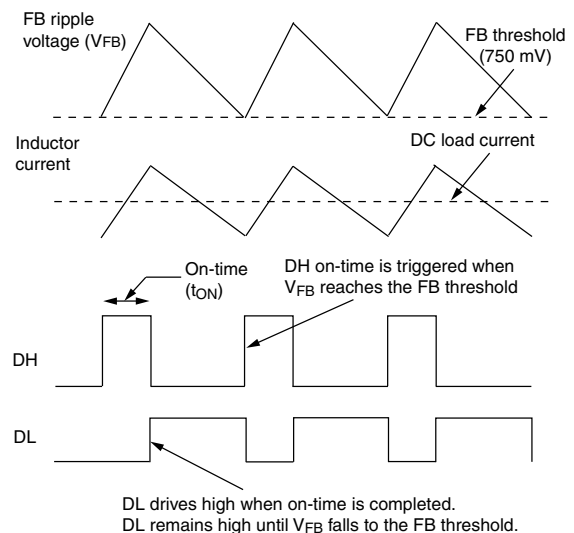 FB ripple
voltage (VFB)
FB threshold
(750 mV)
Inductor
current
DC load current
On-time
(tON)
DH on-time is triggered when
VFB reaches the FB threshold
DH
DL
DL drives high when on-time is completed.
DL remains high until VFB falls to the FB threshold.